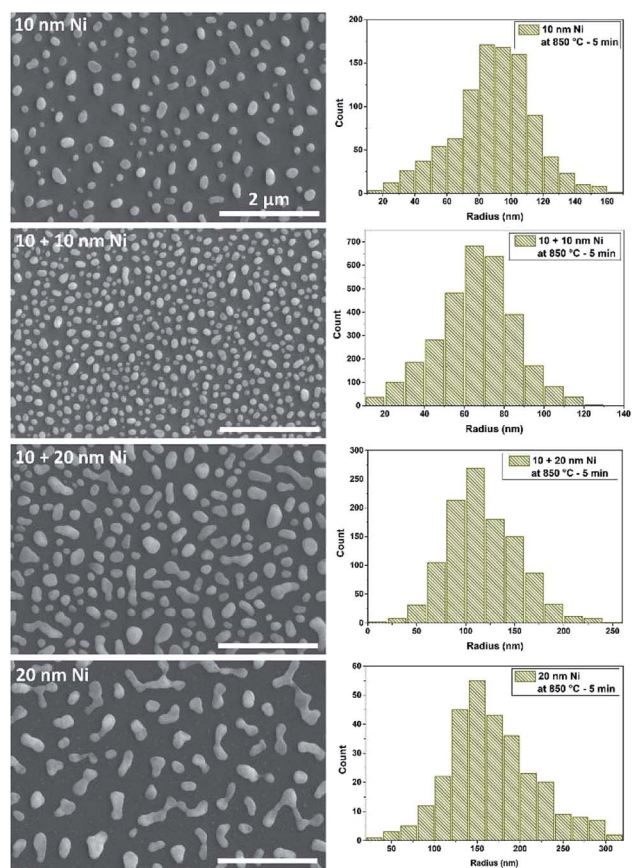 10 nm Ni
2 µm
200
150
100
50
0
Count
20 40 60 80 100 120 140 160
Radius (nm)
10 nm Ni
at 850 °C - 5 min
10 + 10 nm Ni
700
600
500
400
300
200
100
0
Count
20 40 60 80 100 120 140
Radius (nm)
10 + 10 nm Ni
at 850 °C - 5 min
10 + 20 nm Ni
300
250
200
150
100
50
0
Count
0 50 100 150 200 250
Radius (nm)
10 + 20 nm Ni
at 850 °C - 5 min
20 nm Ni
60
50
40
30
20
10
0
Count
50 100 150 200 250 300
Radius (nm)
20 nm Ni
at 850 °C - 5 min